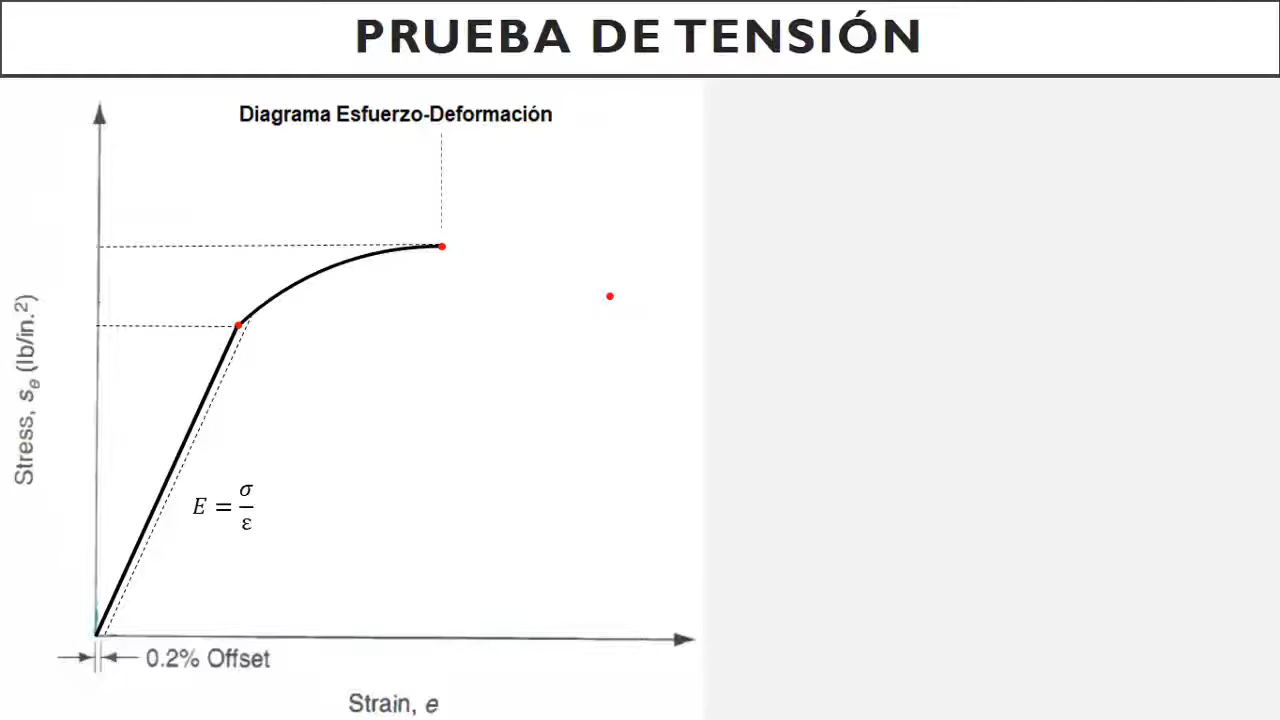 PRUEBA DE TENSIÓN
Diagrama Esfuerzo-Deformación
Stress, sₑ (lb/in.²)
E = σ/ε
0.2% Offset
Strain, e